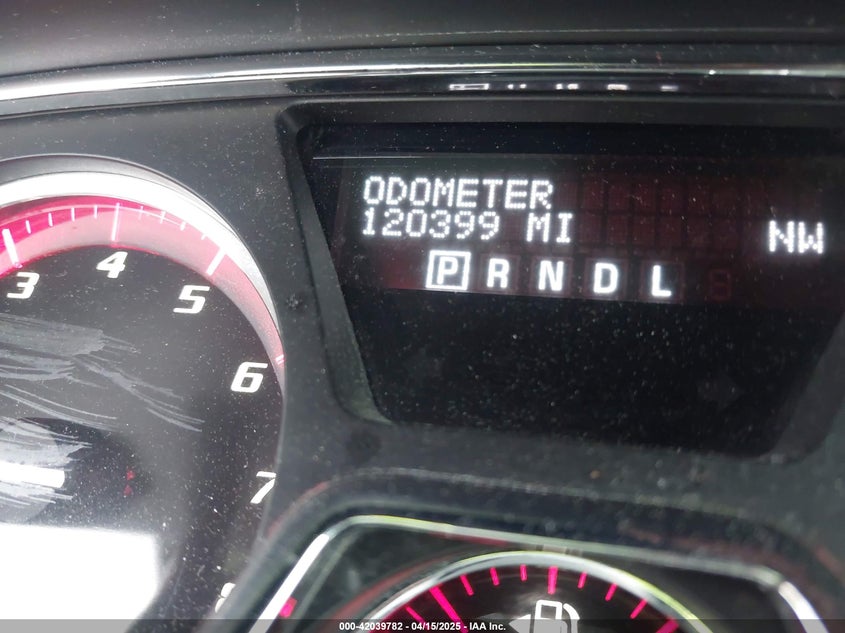 ODOMETER
120399 MI
NW
P R N D L
3 4 5 6 7
000-42039782 - 04/15/2025 - IAA Inc.